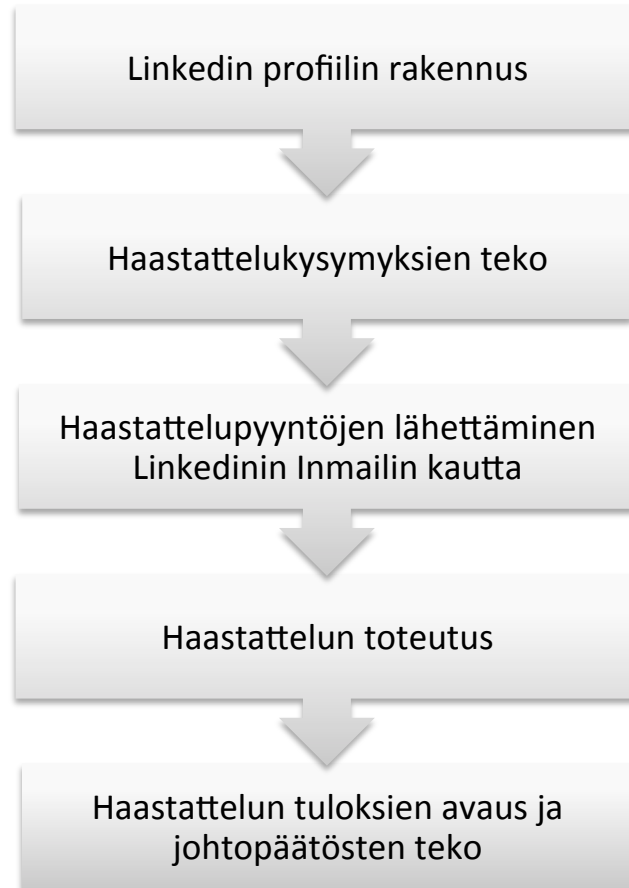 Linkedin profiilin rakennus
Haastattelukysymyksien teko
Haastattelupyyntöjen lähettäminen
Linkedinin Inmailin kautta
Haastattelun toteutus
Haastattelun tuloksien avaus ja
johtopäätösten teko